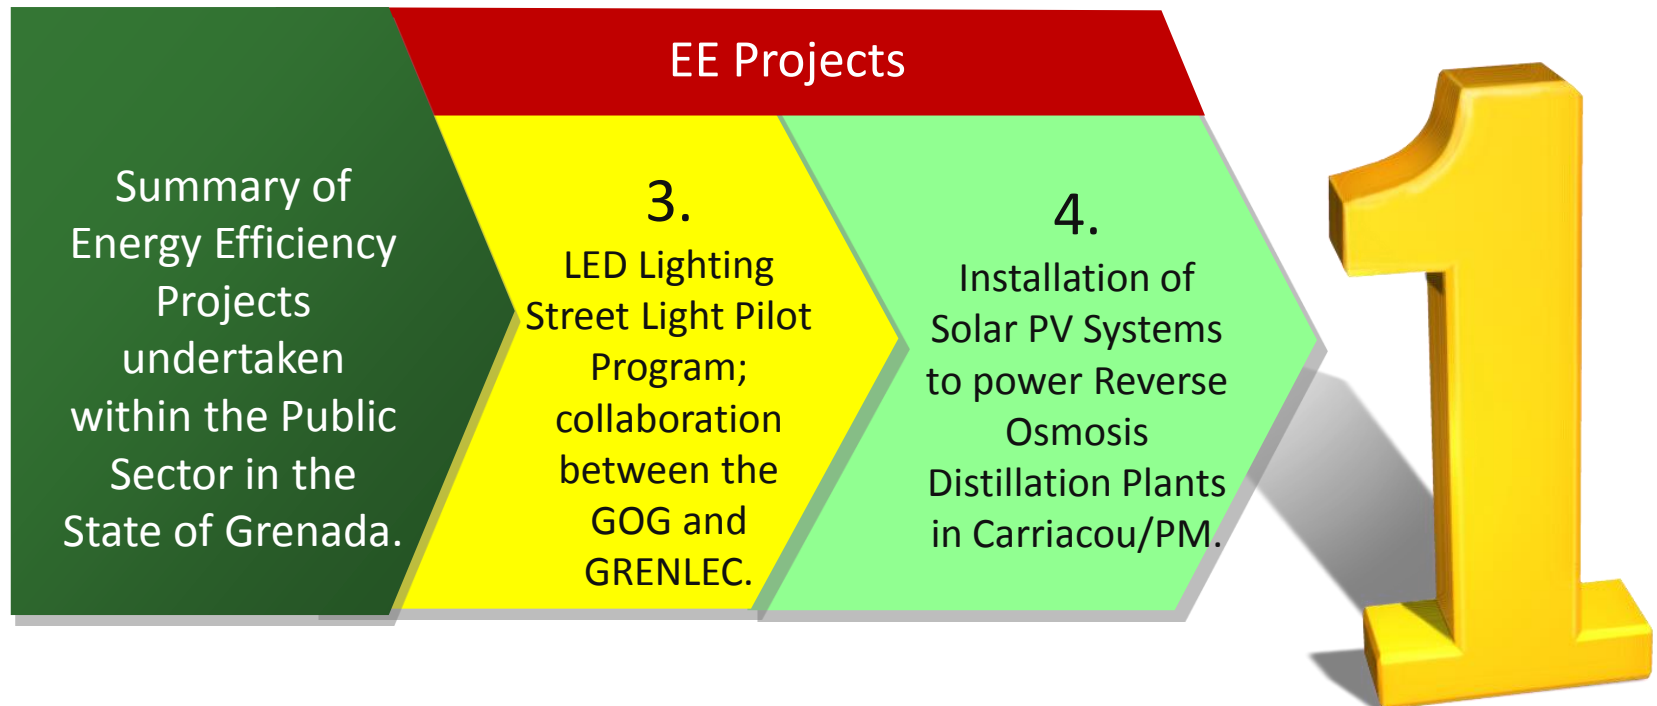 EE Projects
Summary of
Energy Efficiency
Projects
undertaken
within the Public
Sector in the
State of Grenada.
3.
LED Lighting
Street Light Pilot
Program;
collaboration
between the
GOG and
GRENLEC.
4.
Installation of
Solar PV Systems
to power Reverse
Osmosis
Distillation Plants
in Carriacou/PM.
1